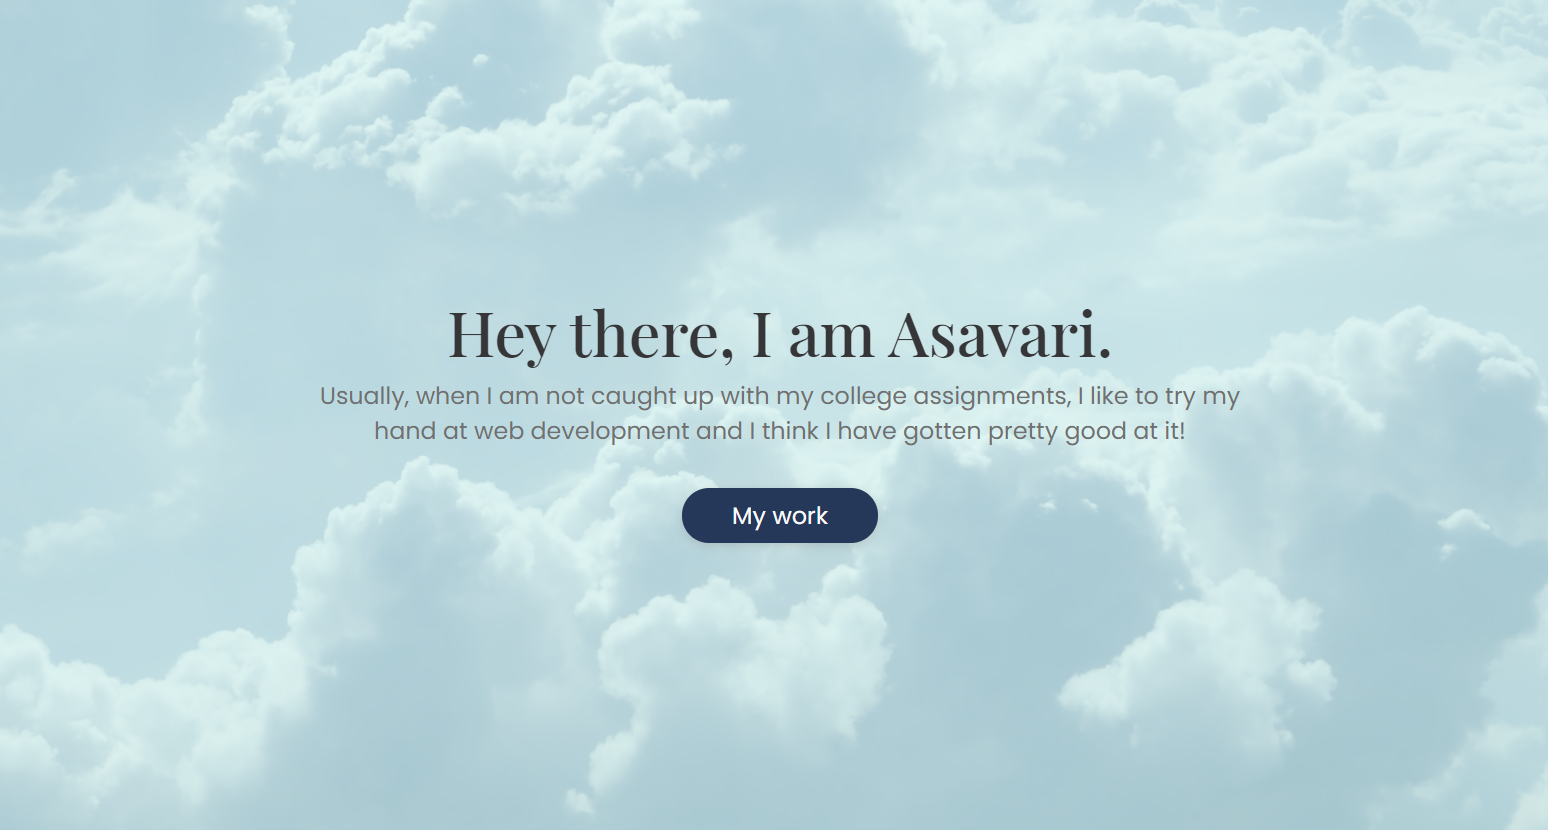 Hey there, I am Asavari.
Usually, when I am not caught up with my college assignments, I like to try my
hand at web development and I think I have gotten pretty good at it!
My work